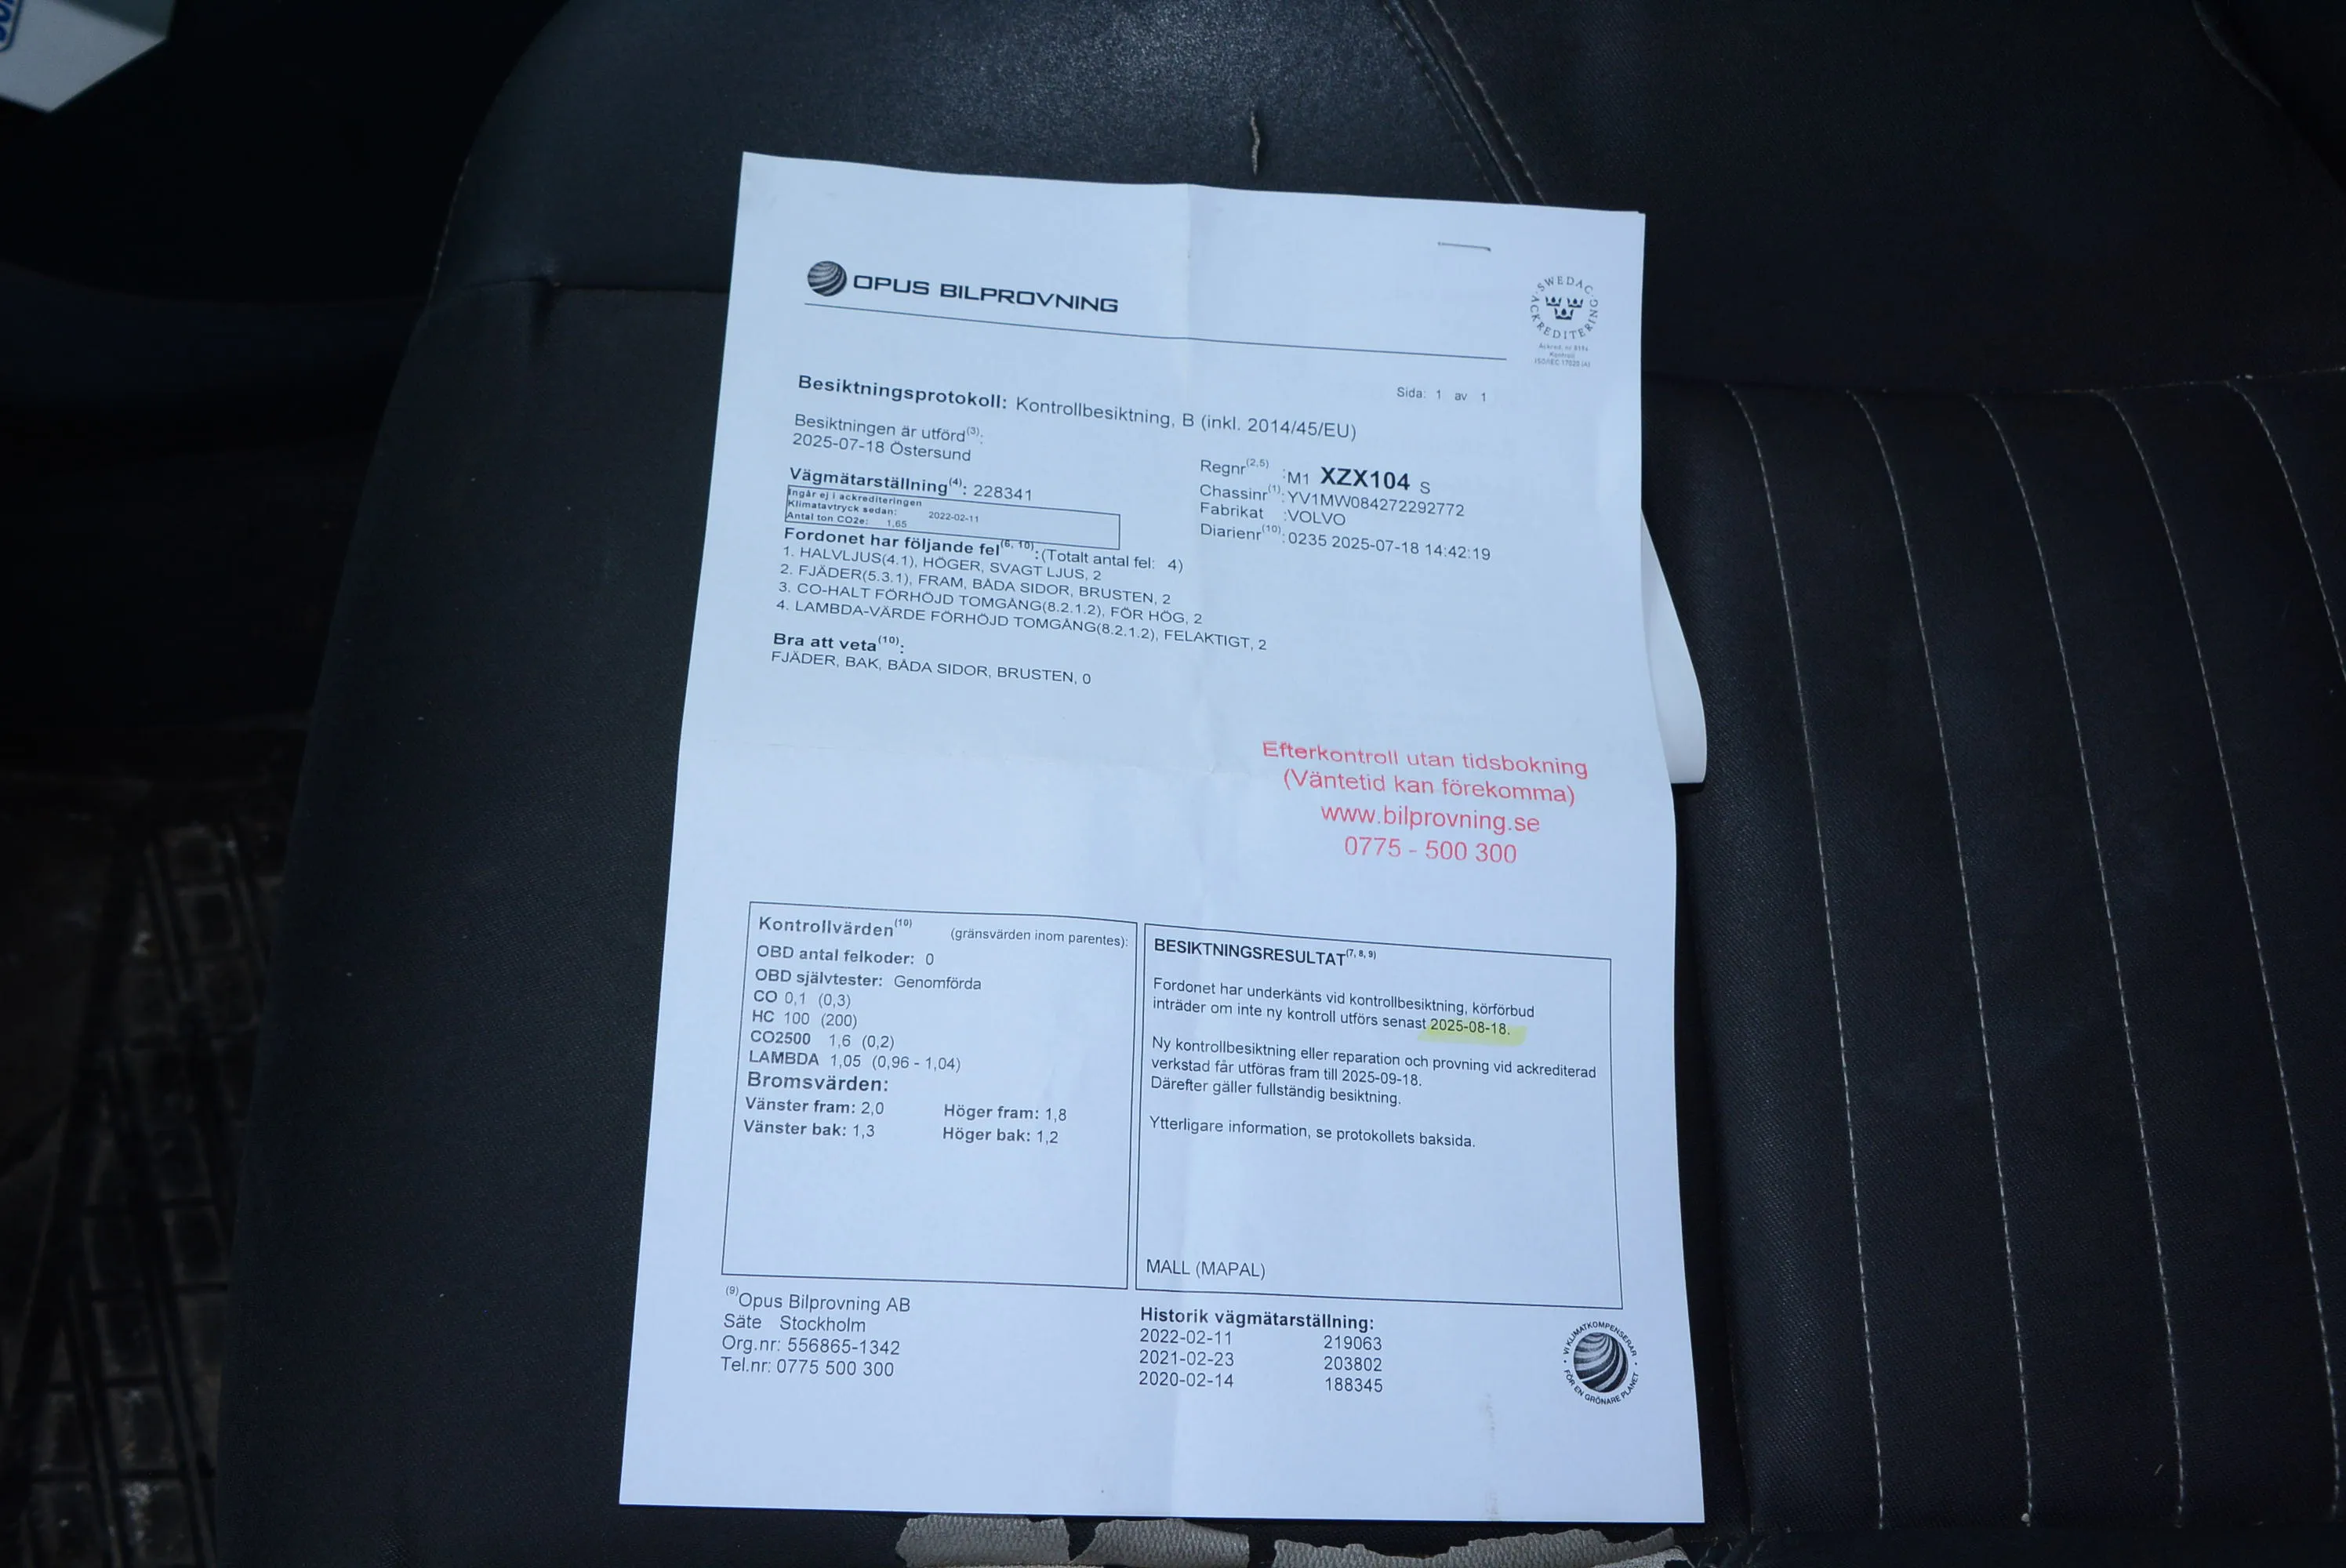 OPUS BILPROVNING
SWEDAC ACKREDITERING
Kontroll
Sida: 1 av 1
Besiktningsprotokoll: Kontrollbesiktning, B (inkl. 2014/45/EU)
Besiktningen är utförd(3):
2025-07-18 Östersund
Vägmätarställning(4): 228341
Ingår ej i ackrediteringen
Klimatavtryck sedan: 2022-02-11
Antal ton CO2e: 1,65
Regnr(2,5) :M1 XZX104 S
Chassinr(1):YV1MW084272292772
Fabrikat :VOLVO
Diarienr(10):0235 2025-07-18 14:42:19
Fordonet har följande fel(6, 10):(Totalt antal fel: 4)
1. HALVLJUS(4.1), HÖGER, SVAGT LJUS, 2
2. FJÄDER(5.3.1), FRAM, BÅDA SIDOR, BRUSTEN, 2
3. CO-HALT FÖRHÖJD TOMGÅNG(8.2.1.2), FÖR HÖG, 2
4. LAMBDA-VÄRDE FÖRHÖJD TOMGÅNG(8.2.1.2), FELAKTIGT, 2
Bra att veta(10):
FJÄDER, BAK, BÅDA SIDOR, BRUSTEN, 0
Efterkontroll utan tidsbokning
(Väntetid kan förekomma)
www.bilprovning.se
0775 - 500 300
Kontrollvärden(10) (gränsvärden inom parentes):
OBD antal felkoder: 0
OBD självtester: Genomförda
CO 0,1 (0,3)
HC 100 (200)
CO2500 1,6 (0,2)
LAMBDA 1,05 (0,96 - 1,04)
Bromsvärden:
Vänster fram: 2,0 Höger fram: 1,8
Vänster bak: 1,3 Höger bak: 1,2
BESIKTNINGSRESULTAT(7, 8, 9)
Fordonet har underkänts vid kontrollbesiktning, körförbud
inträder om inte ny kontroll utförs senast 2025-08-18.
Ny kontrollbesiktning eller reparation och provning vid ackrediterad
verkstad får utföras fram till 2025-09-18.
Därefter gäller fullständig besiktning.
Ytterligare information, se protokollets baksida.
MALL (MAPAL)
(9)Opus Bilprovning AB
Säte Stockholm
Org.nr: 556865-1342
Tel.nr: 0775 500 300
Historik vägmätarställning:
2022-02-11 219063
2021-02-23 203802
2020-02-14 188345
VI KLIMATKOMPENSERAR
FÖR EN GRÖNARE PLANET